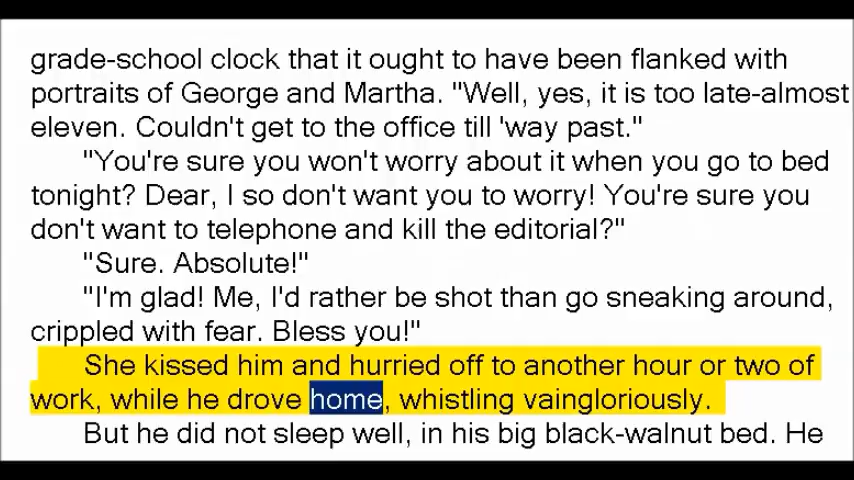 grade-school clock that it ought to have been flanked with
portraits of George and Martha. "Well, yes, it is too late-almost
eleven. Couldn't get to the office till 'way past."
"You're sure you won't worry about it when you go to bed
tonight? Dear, I so don't want you to worry! You're sure you
don't want to telephone and kill the editorial?"
"Sure. Absolute!"
"I'm glad! Me, I'd rather be shot than go sneaking around,
crippled with fear. Bless you!"
She kissed him and hurried off to another hour or two of
work, while he drove home, whistling vaingloriously.
But he did not sleep well, in his big black-walnut bed. He